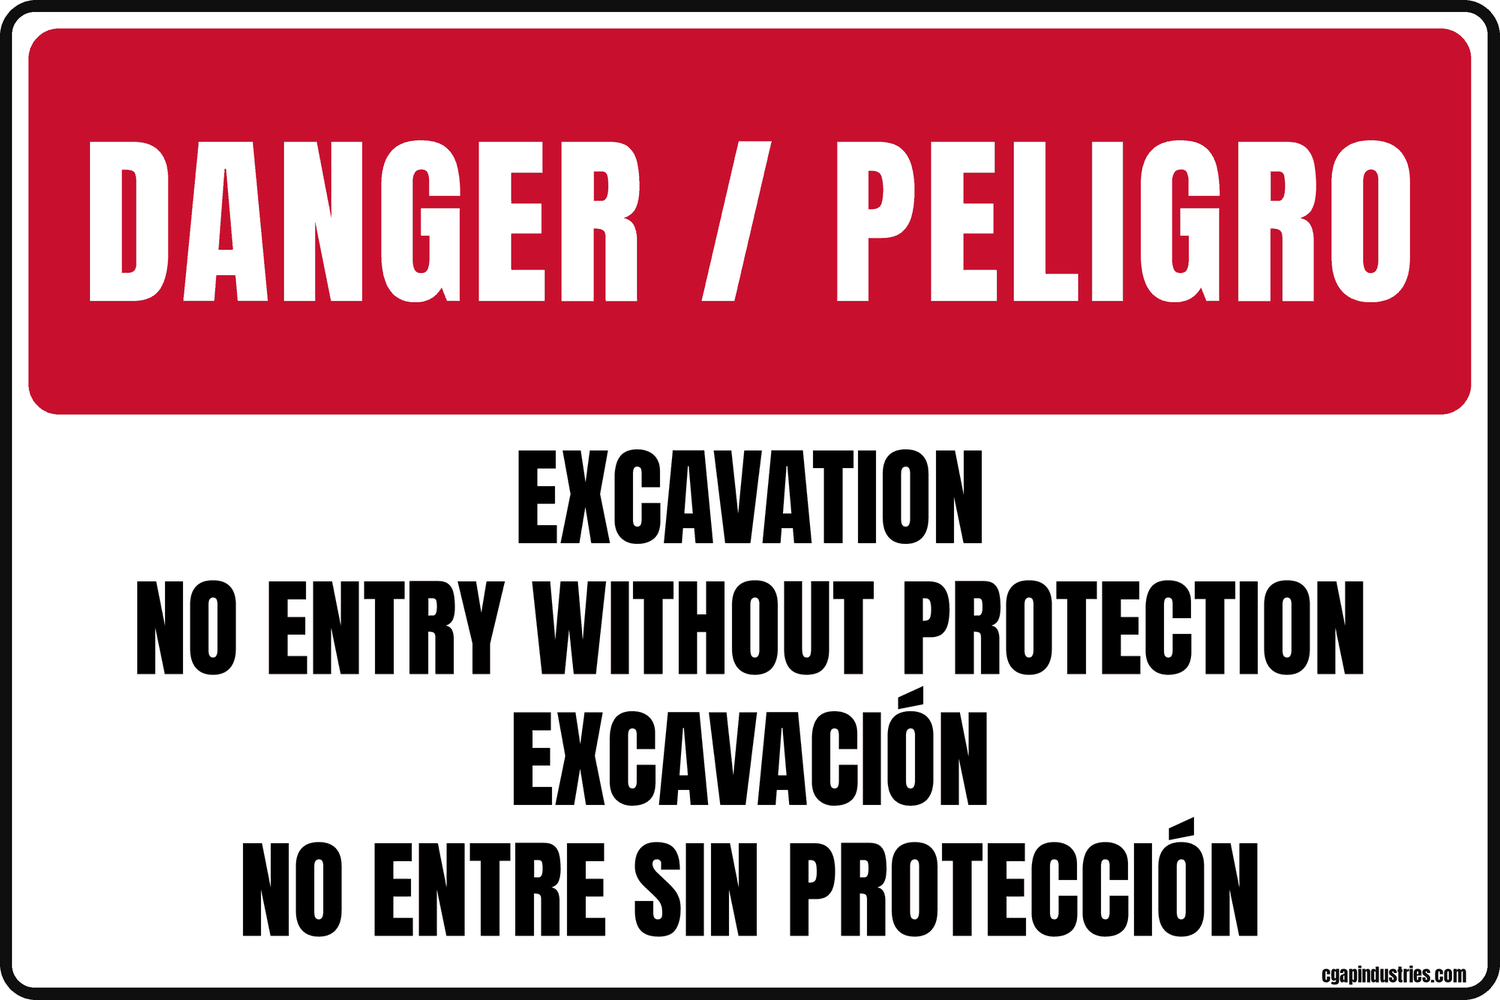 DANGER / PELIGRO
EXCAVATION
NO ENTRY WITHOUT PROTECTION
EXCAVACIÓN
NO ENTRE SIN PROTECCIÓN
cgapindustries.com